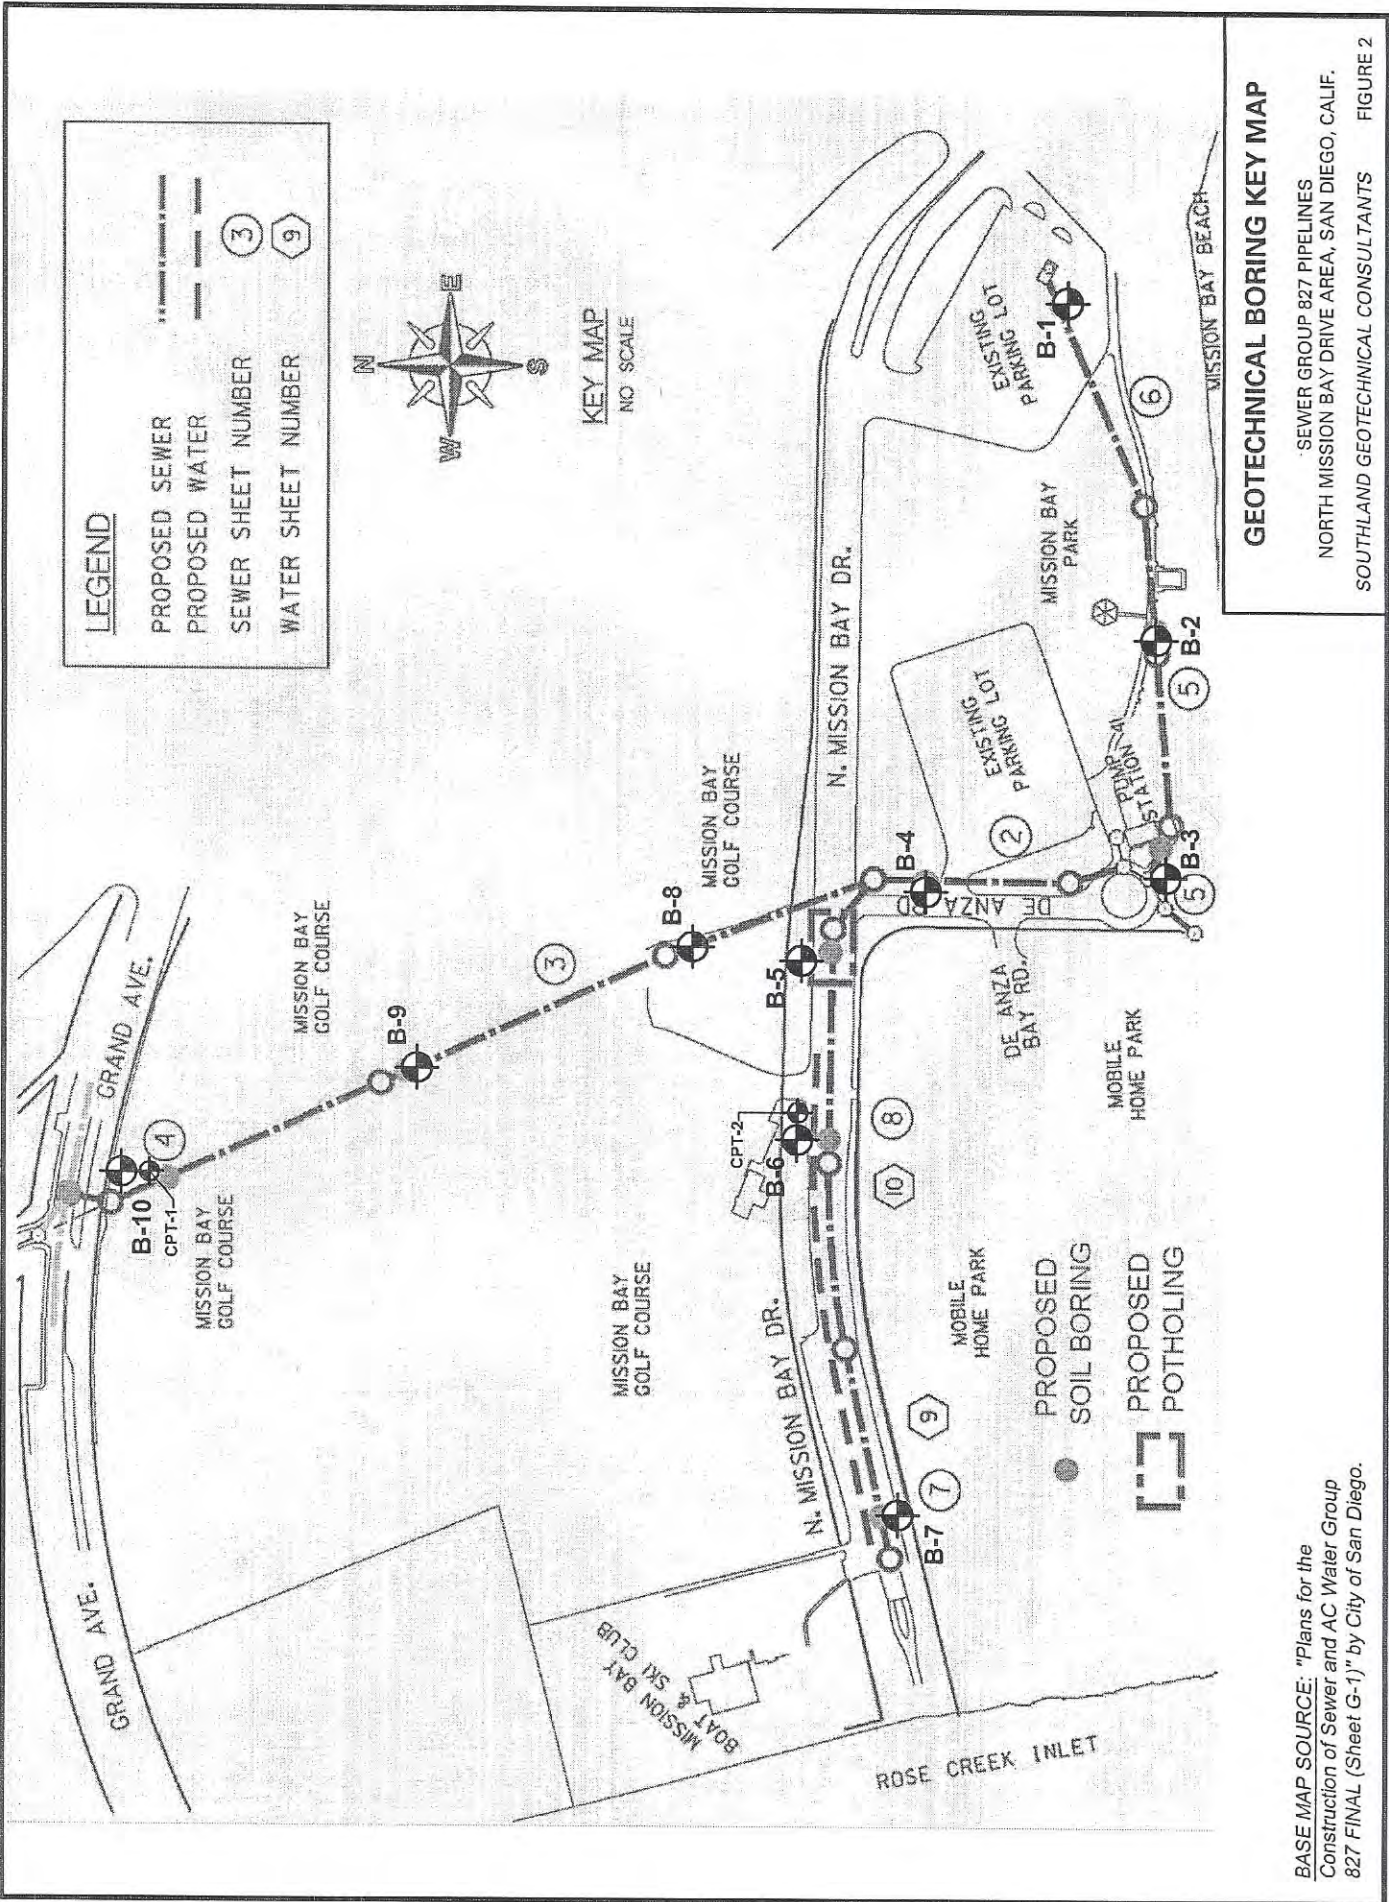 LEGEND
PROPOSED SEWER
PROPOSED WATER
SEWER SHEET NUMBER
3
WATER SHEET NUMBER
9
N
W
E
S
KEY MAP
NO SCALE
GRAND AVE.
GRAND AVE.
B-10
CPT-1
4
MISSION BAY
GOLF COURSE
MISSION BAY
GOLF COURSE
B-9
3
B-8
MISSION BAY
GOLF COURSE
MISSION BAY
GOLF COURSE
MISSION BAY
BOAT &
SKI CLUB
N. MISSION BAY DR.
CPT-2
B-6
B-5
N. MISSION BAY DR.
B-4
EXISTING
PARKING LOT
B-1
EXISTING
PARKING LOT
2
DE ANZA RD
DE ANZA
BAY RD.
MISSION BAY
PARK
6
PUMP
STATION
B-3
5
5
B-2
MISSION BAY BEACH
B-7
7
9
10
8
MOBILE
HOME PARK
MOBILE
HOME PARK
ROSE CREEK INLET
PROPOSED
SOIL BORING
PROPOSED
POTHOLING
BASE MAP SOURCE: "Plans for the
Construction of Sewer and AC Water Group
827 FINAL (Sheet G-1)" by City of San Diego.
GEOTECHNICAL BORING KEY MAP
SEWER GROUP 827 PIPELINES
NORTH MISSION BAY DRIVE AREA, SAN DIEGO, CALIF.
SOUTHLAND GEOTECHNICAL CONSULTANTS FIGURE 2